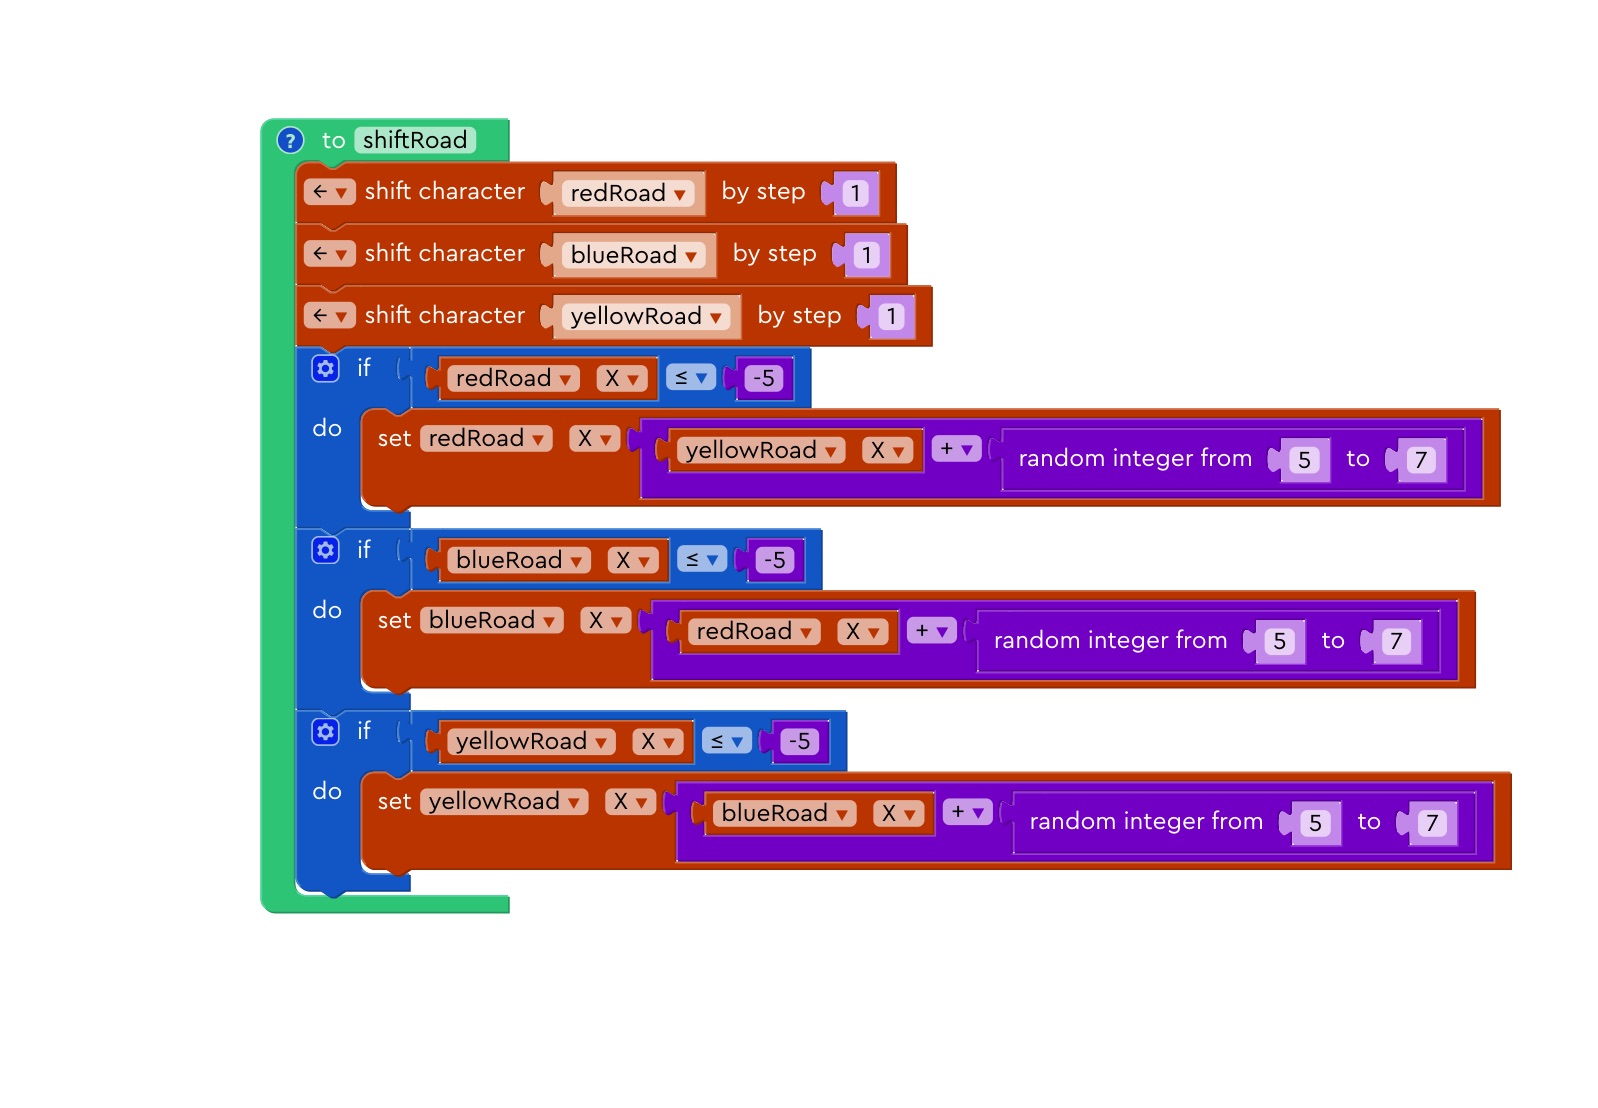 ? to shiftRoad
← ▾ shift character redRoad ▾ by step 1
← ▾ shift character blueRoad ▾ by step 1
← ▾ shift character yellowRoad ▾ by step 1
if redRoad ▾ X ▾ ≤ ▾ -5
do set redRoad ▾ X ▾ yellowRoad ▾ X ▾ + ▾ random integer from 5 to 7
if blueRoad ▾ X ▾ ≤ ▾ -5
do set blueRoad ▾ X ▾ redRoad ▾ X ▾ + ▾ random integer from 5 to 7
if yellowRoad ▾ X ▾ ≤ ▾ -5
do set yellowRoad ▾ X ▾ blueRoad ▾ X ▾ + ▾ random integer from 5 to 7